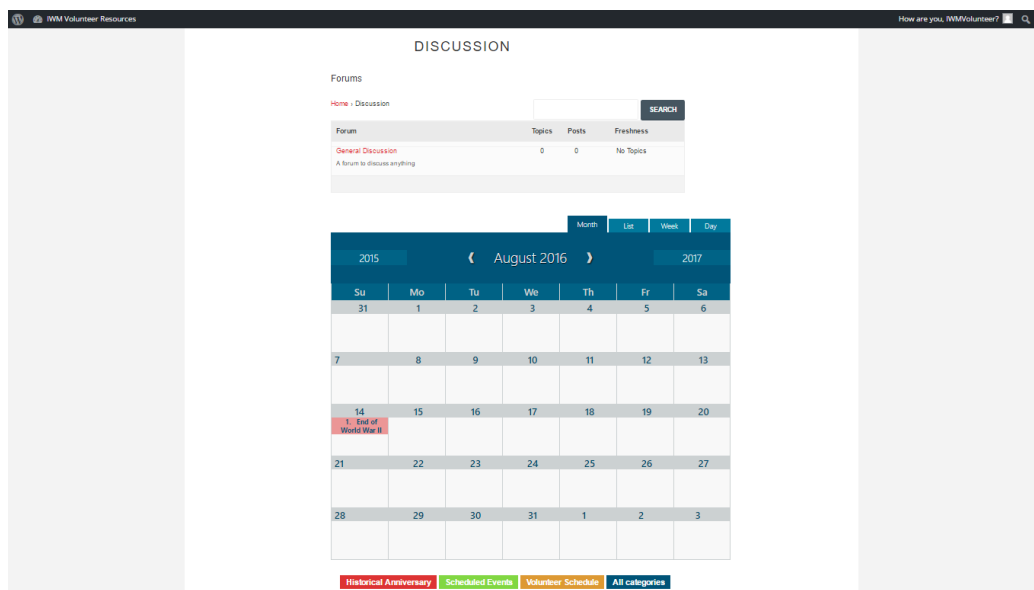 IWM Volunteer Resources How are you, IWMVolunteer?
DISCUSSION
Forums
Home › Discussion
SEARCH
Forum Topics Posts Freshness
General Discussion 0 0 No Topics
A forum to discuss anything
Month List Week Day
2015 ❰ August 2016 ❱ 2017
Su Mo Tu We Th Fr Sa
31 1 2 3 4 5 6
7 8 9 10 11 12 13
14 15 16 17 18 19 20
1. End of
World War II
21 22 23 24 25 26 27
28 29 30 31 1 2 3
Historical Anniversary Scheduled Events Volunteer Schedule All categories